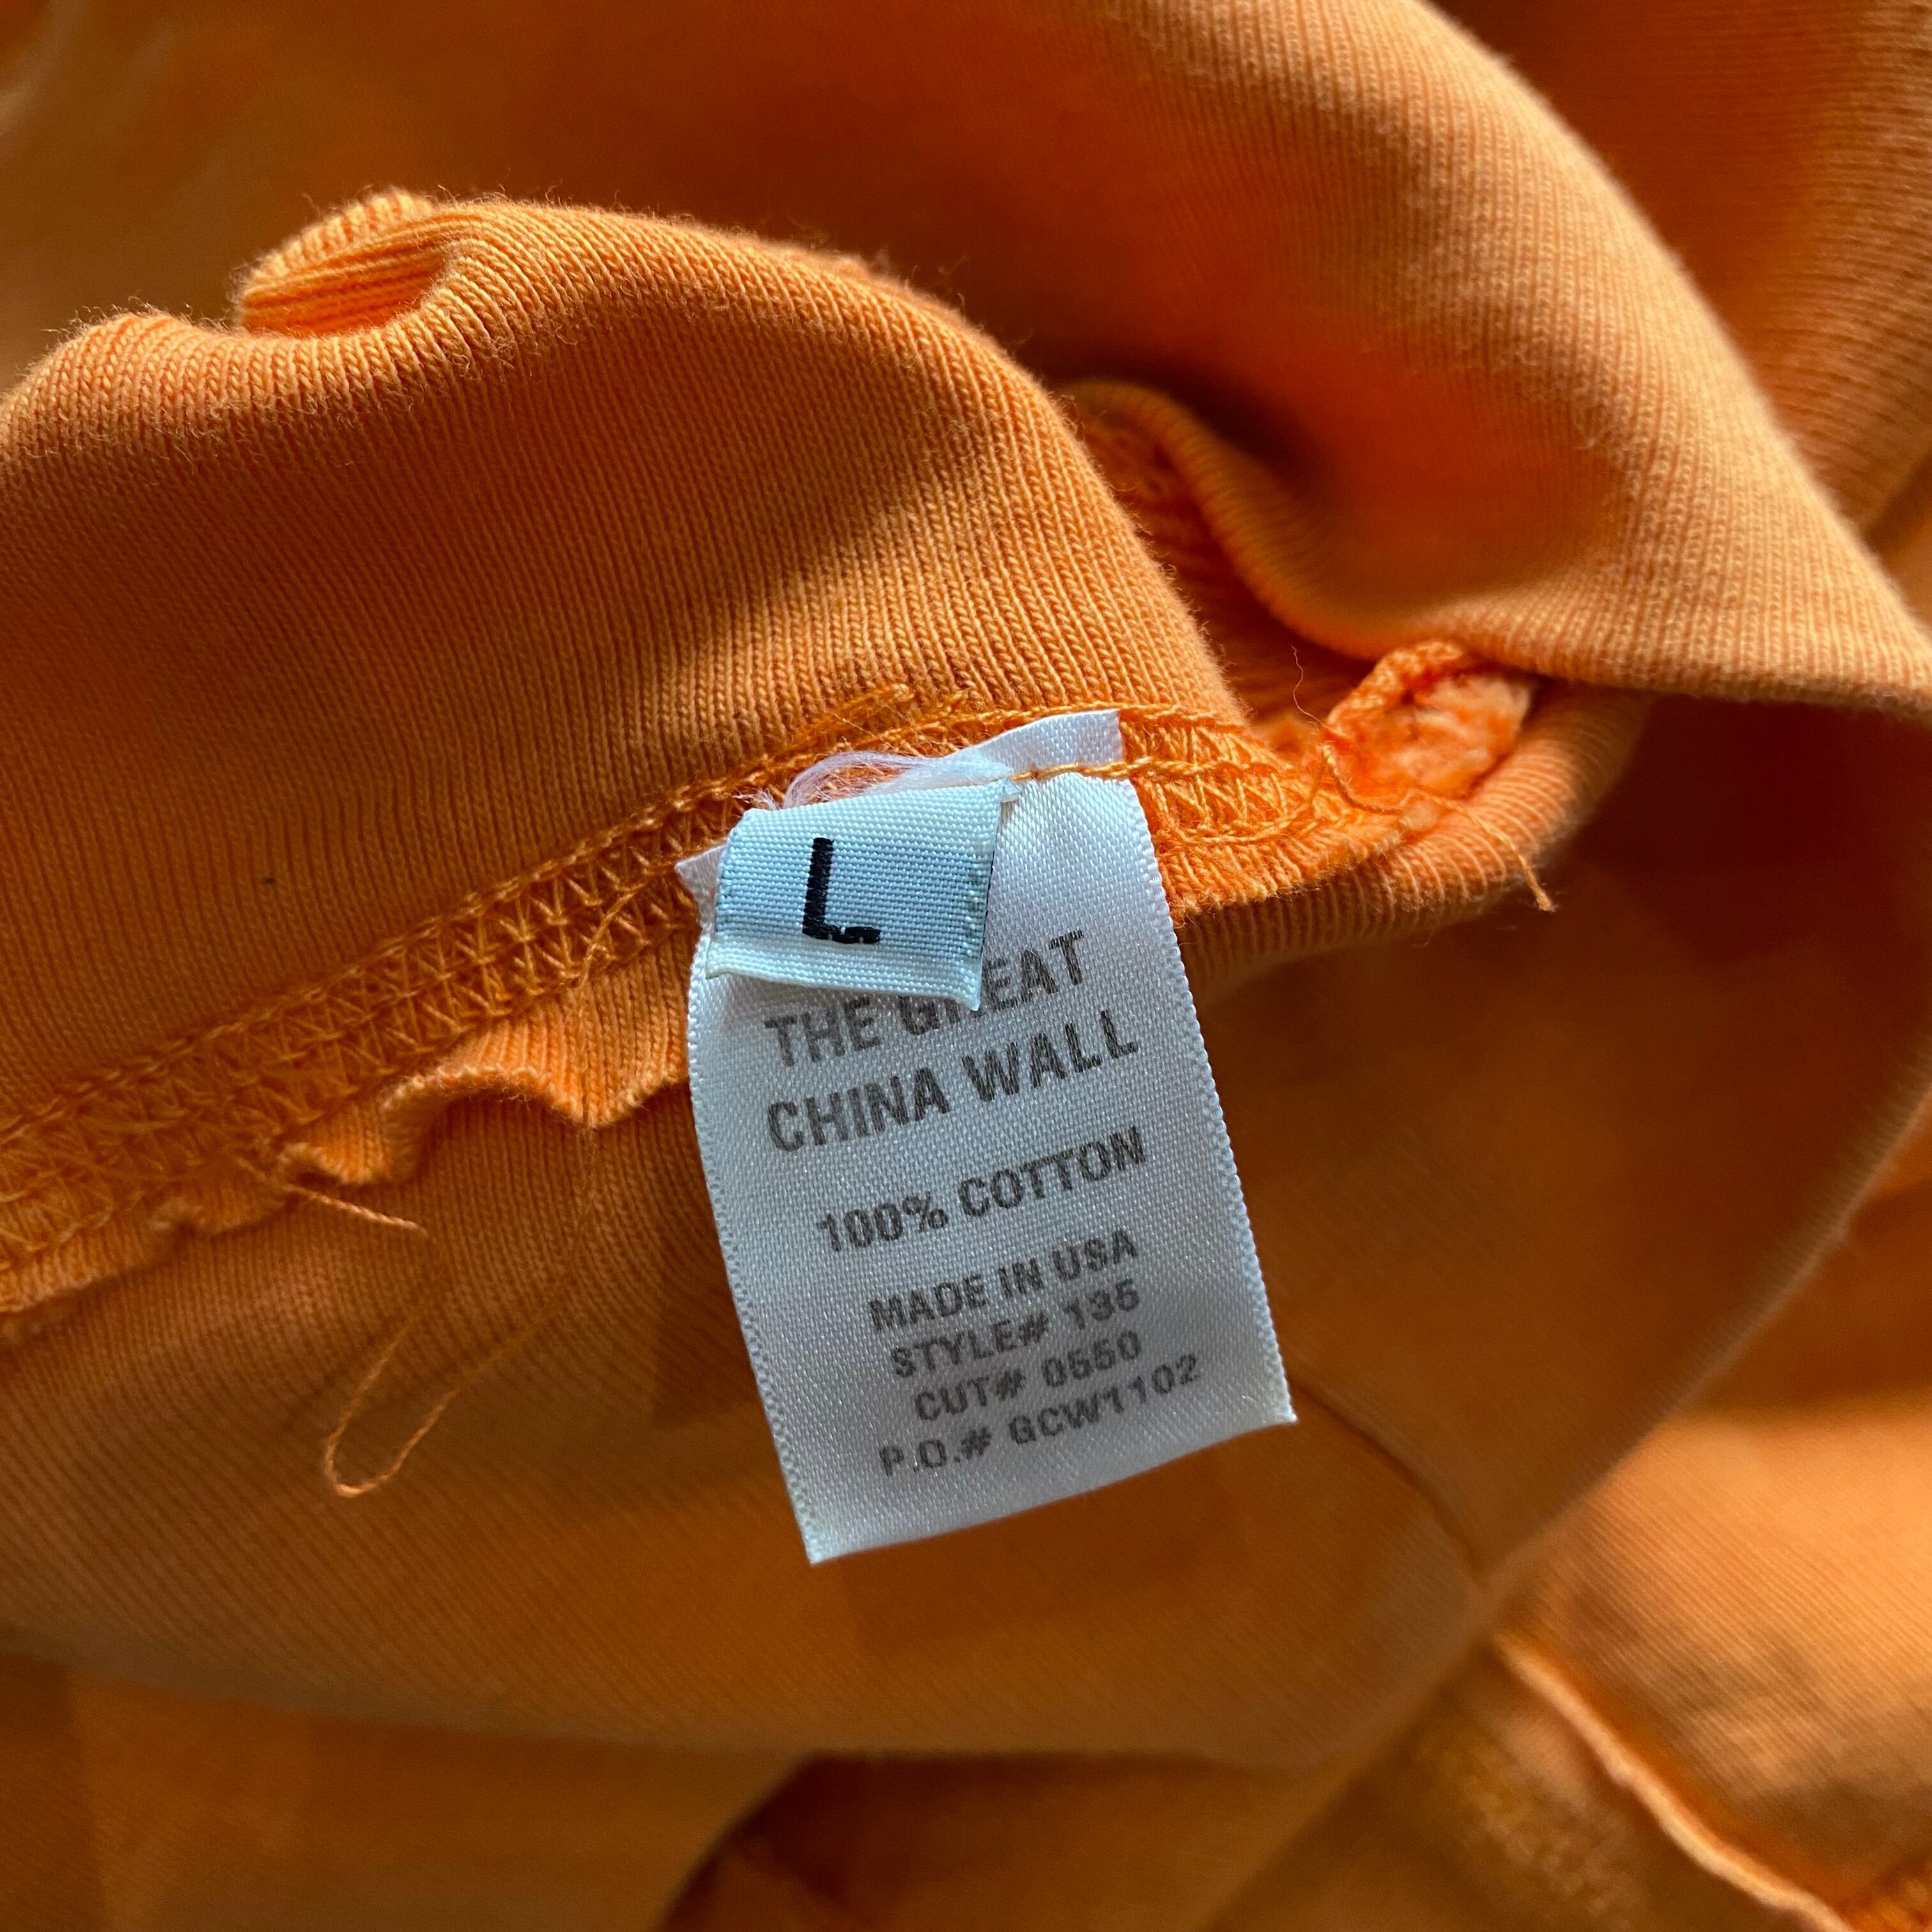 L
THE GREAT
CHINA WALL
100% COTTON
MADE IN USA
STYLE# 135
CUT# 0550
P.O.# GCW1102